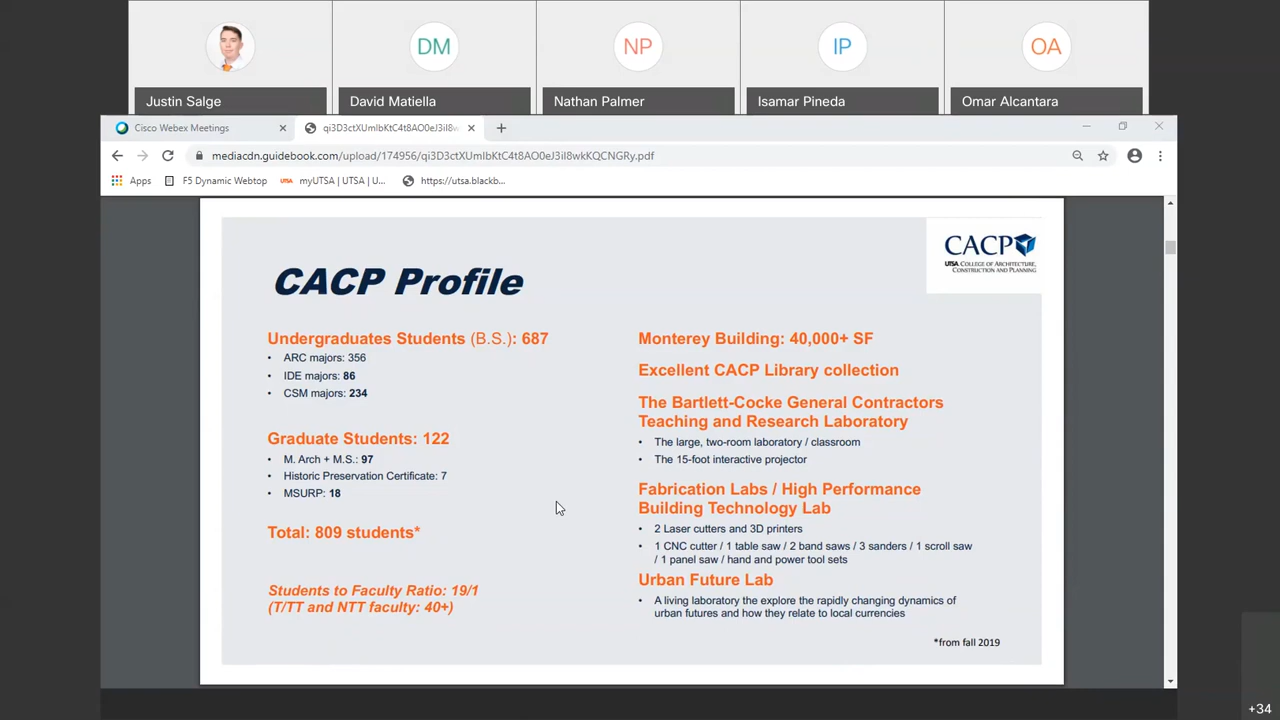 DM
NP
IP
OA
Justin Salge
David Matiella
Nathan Palmer
Isamar Pineda
Omar Alcantara
Cisco Webex Meetings
mediacdn.guidebook.com/upload/174956/qi3D3ctXUmIbKtC4t8AO0eJ3il8wkKQCNGRy.pdf
Apps
F5 Dynamic Webtop
UTSA
myUTSA | UTSA | U...
https://utsa.blackb...
CACP
UTSA COLLEGE OF ARCHITECTURE,
CONSTRUCTION AND PLANNING
CACP Profile
Undergraduates Students (B.S.): 687
• ARC majors: 356
• IDE majors: 86
• CSM majors: 234
Graduate Students: 122
• M. Arch + M.S.: 97
• Historic Preservation Certificate: 7
• MSURP: 18
Total: 809 students*
Students to Faculty Ratio: 19/1
(T/TT and NTT faculty: 40+)
Monterey Building: 40,000+ SF
Excellent CACP Library collection
The Bartlett-Cocke General Contractors
Teaching and Research Laboratory
• The large, two-room laboratory / classroom
• The 15-foot interactive projector
Fabrication Labs / High Performance
Building Technology Lab
• 2 Laser cutters and 3D printers
• 1 CNC cutter / 1 table saw / 2 band saws / 3 sanders / 1 scroll saw
/ 1 panel saw / hand and power tool sets
Urban Future Lab
• A living laboratory the explore the rapidly changing dynamics of
urban futures and how they relate to local currencies
*from fall 2019
+34